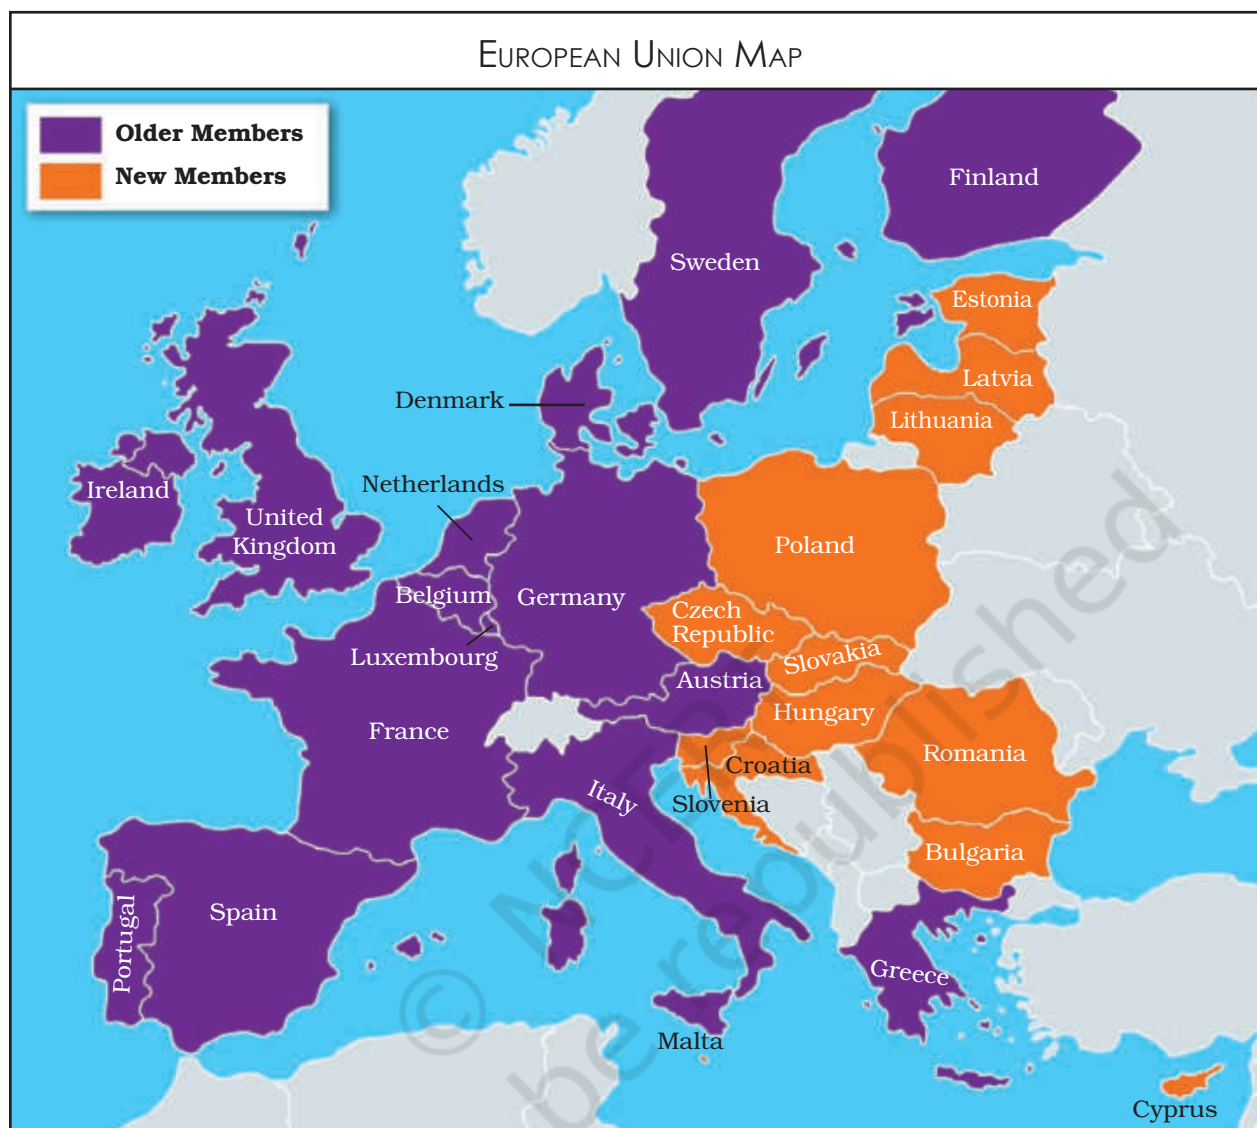 EUROPEAN UNION MAP
Older Members
New Members
Finland
Sweden
Estonia
Latvia
Lithuania
Denmark
Netherlands
Ireland
United
Kingdom
Poland
Belgium
Germany
Czech
Republic
Luxembourg
Slovakia
Austria
Hungary
France
Romania
Croatia
Slovenia
Italy
Bulgaria
Spain
Portugal
Greece
Malta
Cyprus
© NCERT
be republished